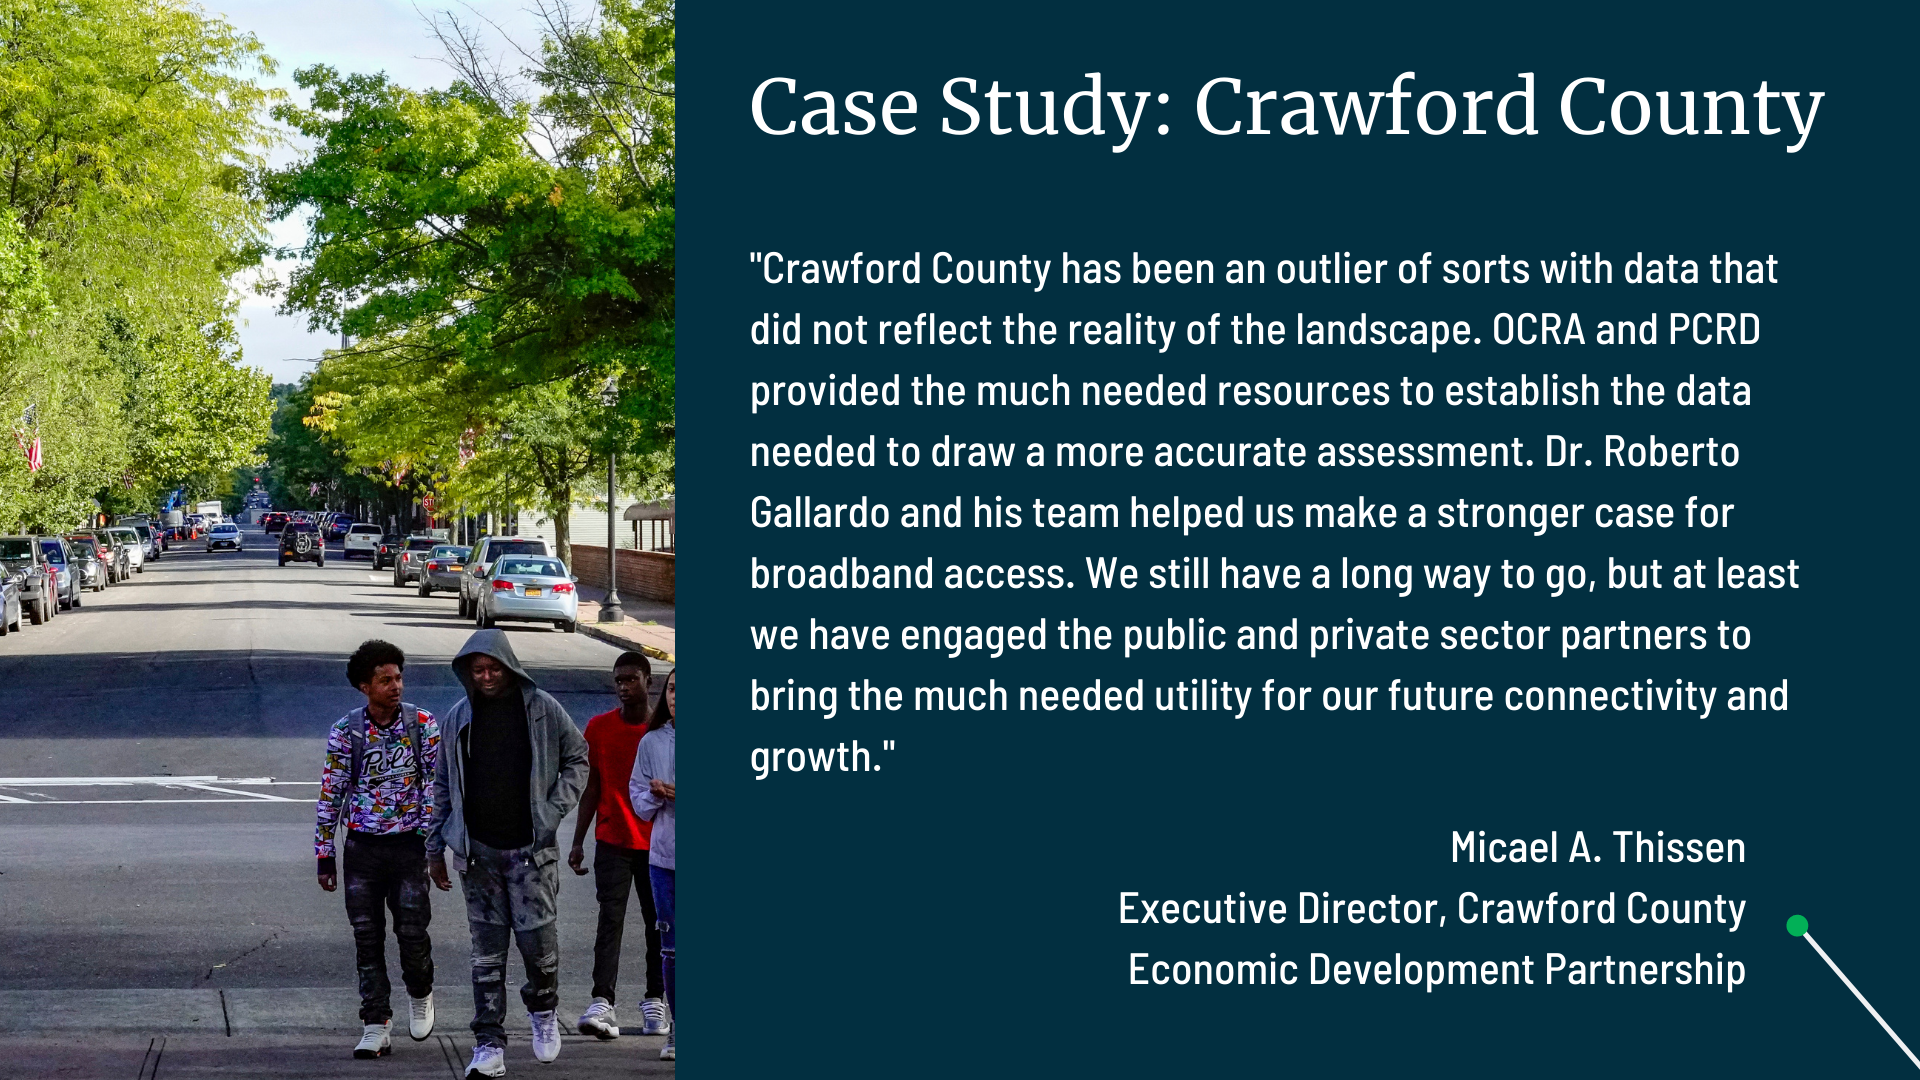 Case Study: Crawford County
"Crawford County has been an outlier of sorts with data that
did not reflect the reality of the landscape. OCRA and PCRD
provided the much needed resources to establish the data
needed to draw a more accurate assessment. Dr. Roberto
Gallardo and his team helped us make a stronger case for
broadband access. We still have a long way to go, but at least
we have engaged the public and private sector partners to
bring the much needed utility for our future connectivity and
growth."
Micael A. Thissen
Executive Director, Crawford County
Economic Development Partnership
Polo